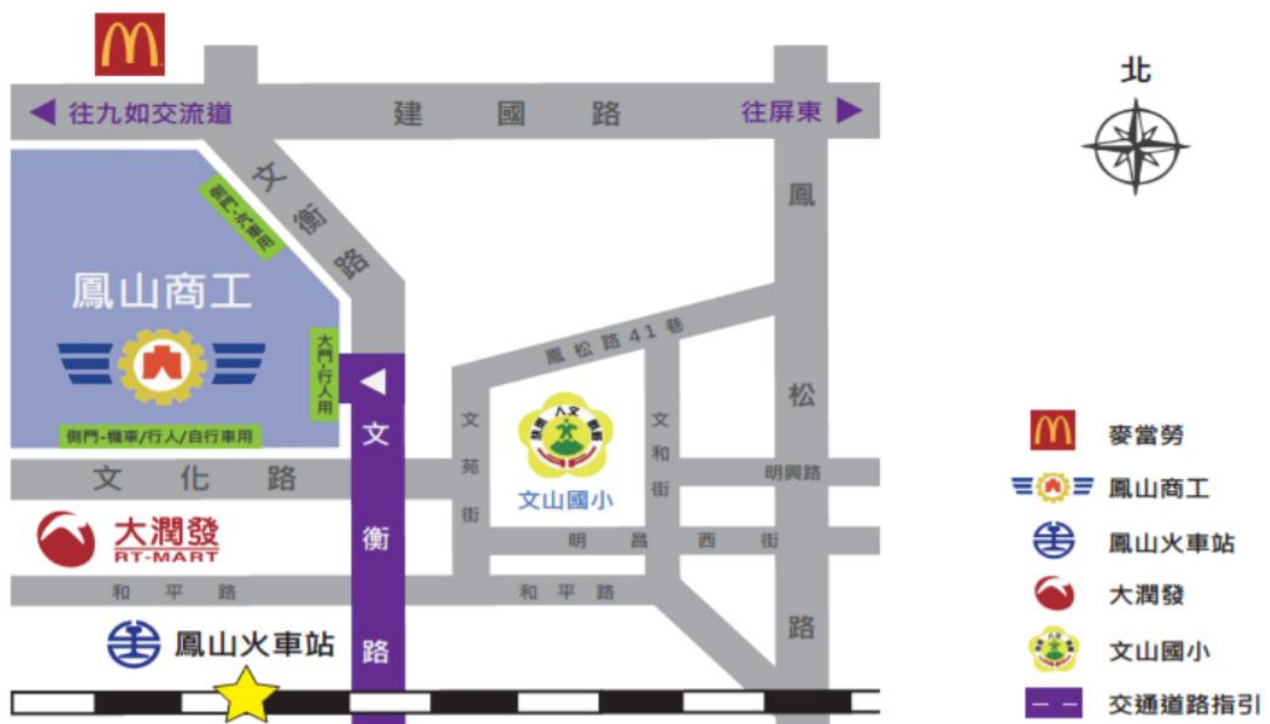 北
往九如交流道
建國路
往屏東
文衡路
側門-汽車用
鳳山商工
大門-行人用
側門-機車/行人/自行車用
鳳松路
鳳松路41巷
文衡路
文苑街
文山國小
文和街
明興路
文化路
大潤發
RT-MART
明昌西街
和平路
和平路
鳳山火車站
麥當勞
鳳山商工
鳳山火車站
大潤發
文山國小
交通道路指引